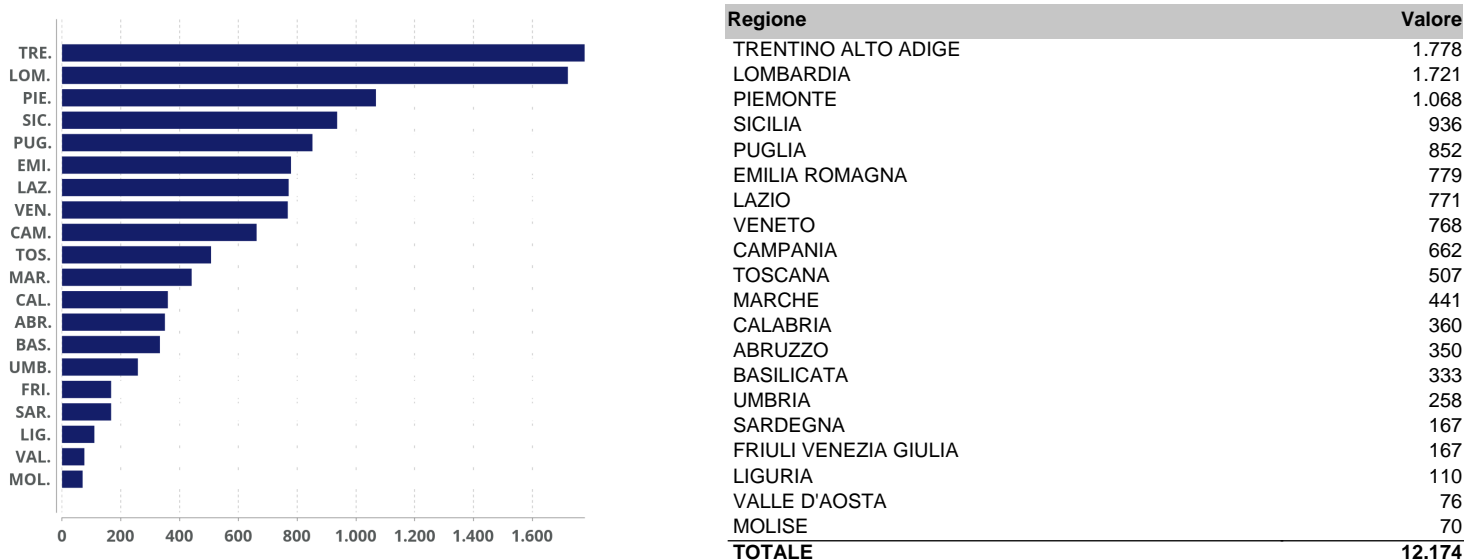 TRE.
LOM.
PIE.
SIC.
PUG.
EMI.
LAZ.
VEN.
CAM.
TOS.
MAR.
CAL.
ABR.
BAS.
UMB.
FRI.
SAR.
LIG.
VAL.
MOL.
0 200 400 600 800 1.000 1.200 1.400 1.600
Regione Valore
TRENTINO ALTO ADIGE 1.778
LOMBARDIA 1.721
PIEMONTE 1.068
SICILIA 936
PUGLIA 852
EMILIA ROMAGNA 779
LAZIO 771
VENETO 768
CAMPANIA 662
TOSCANA 507
MARCHE 441
CALABRIA 360
ABRUZZO 350
BASILICATA 333
UMBRIA 258
SARDEGNA 167
FRIULI VENEZIA GIULIA 167
LIGURIA 110
VALLE D'AOSTA 76
MOLISE 70
TOTALE 12.174